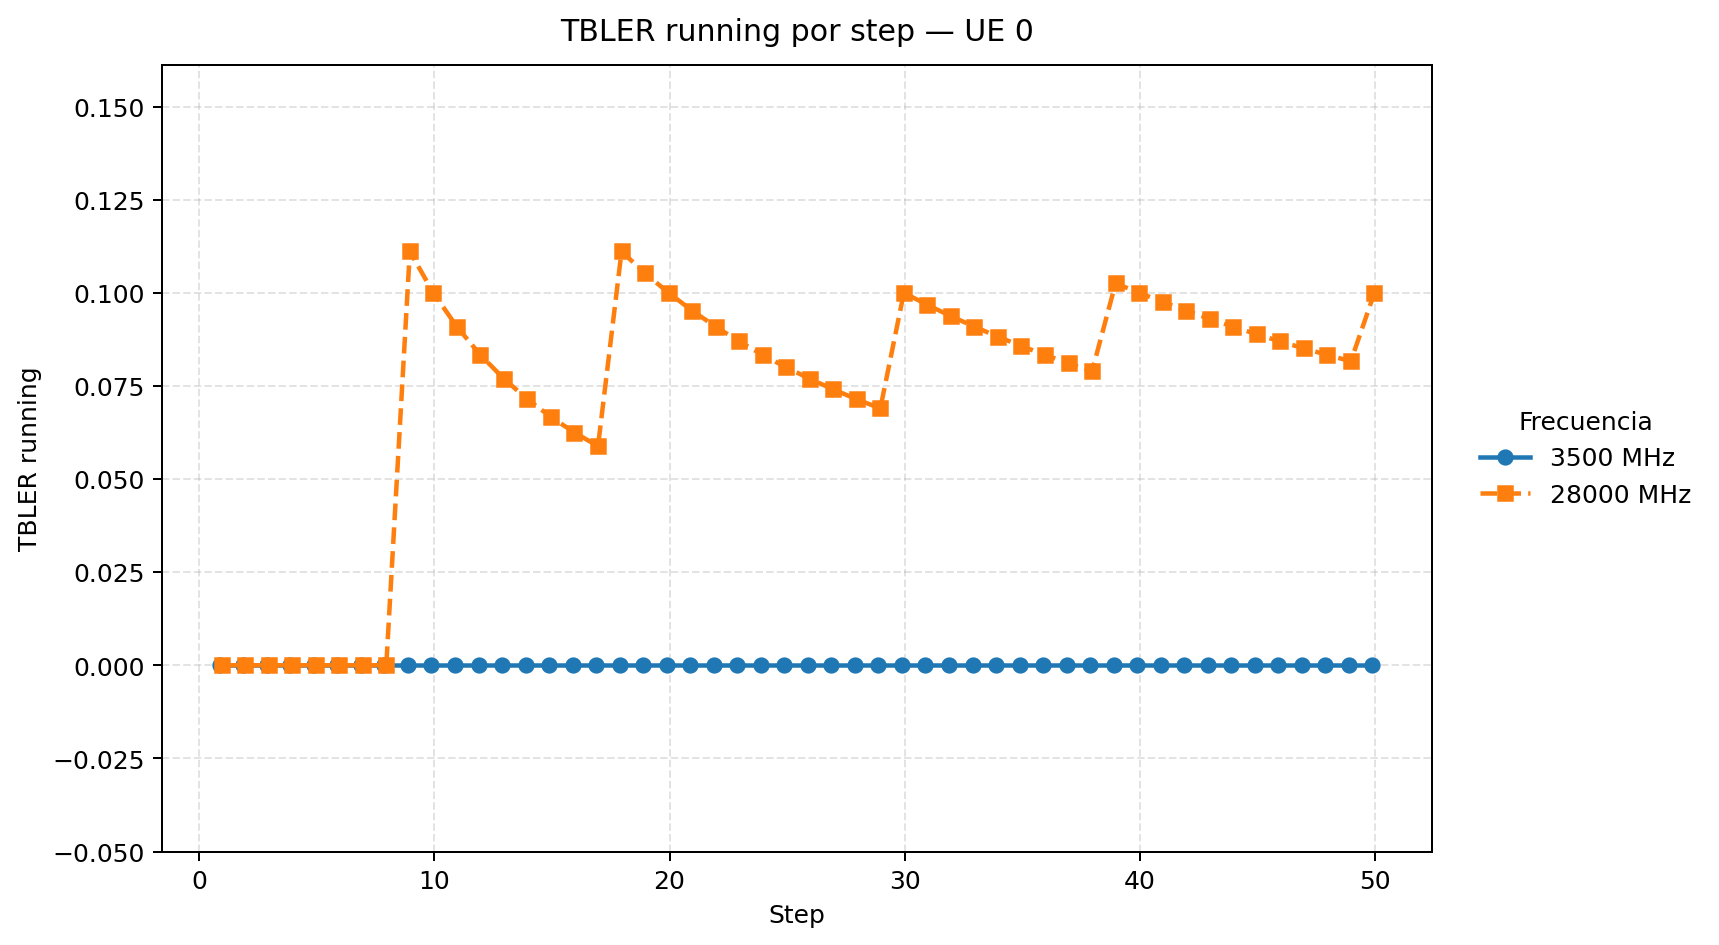 TBLER running por step — UE 0
TBLER running
0.150
0.125
0.100
0.075
0.050
0.025
0.000
−0.025
−0.050
0 10 20 30 40 50
Step
Frecuencia
3500 MHz
28000 MHz